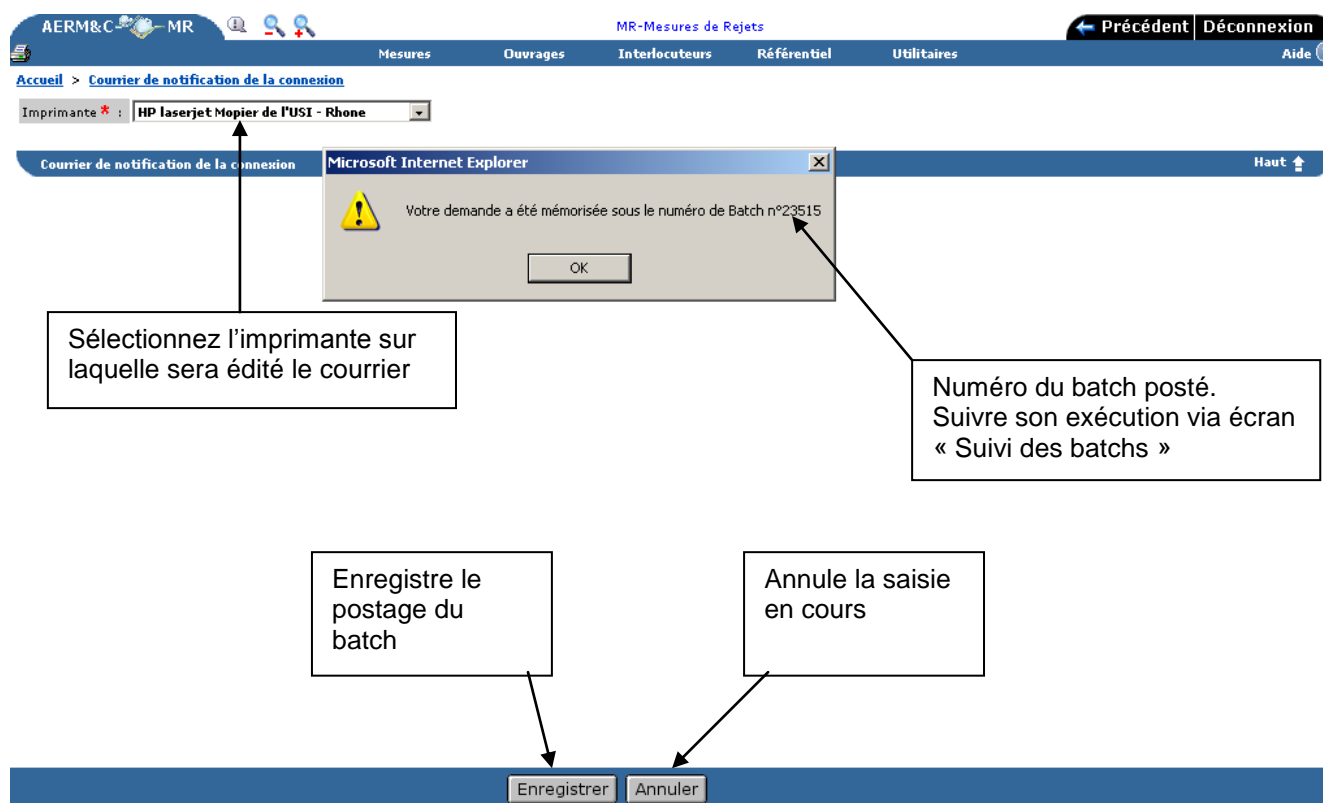 AERM&C MR MR-Mesures de Rejets Précédent Déconnexion
Mesures Ouvrages Interlocuteurs Référentiel Utilitaires Aide
Accueil > Courrier de notification de la connexion
Imprimante * : HP laserjet Mopier de l'USI - Rhone
Courrier de notification de la connexion Haut
Microsoft Internet Explorer
Votre demande a été mémorisée sous le numéro de Batch n°23515
OK
Sélectionnez l’imprimante sur
laquelle sera édité le courrier
Numéro du batch posté.
Suivre son exécution via écran
« Suivi des batchs »
Enregistre le
postage du
batch
Annule la saisie
en cours
Enregistrer Annuler